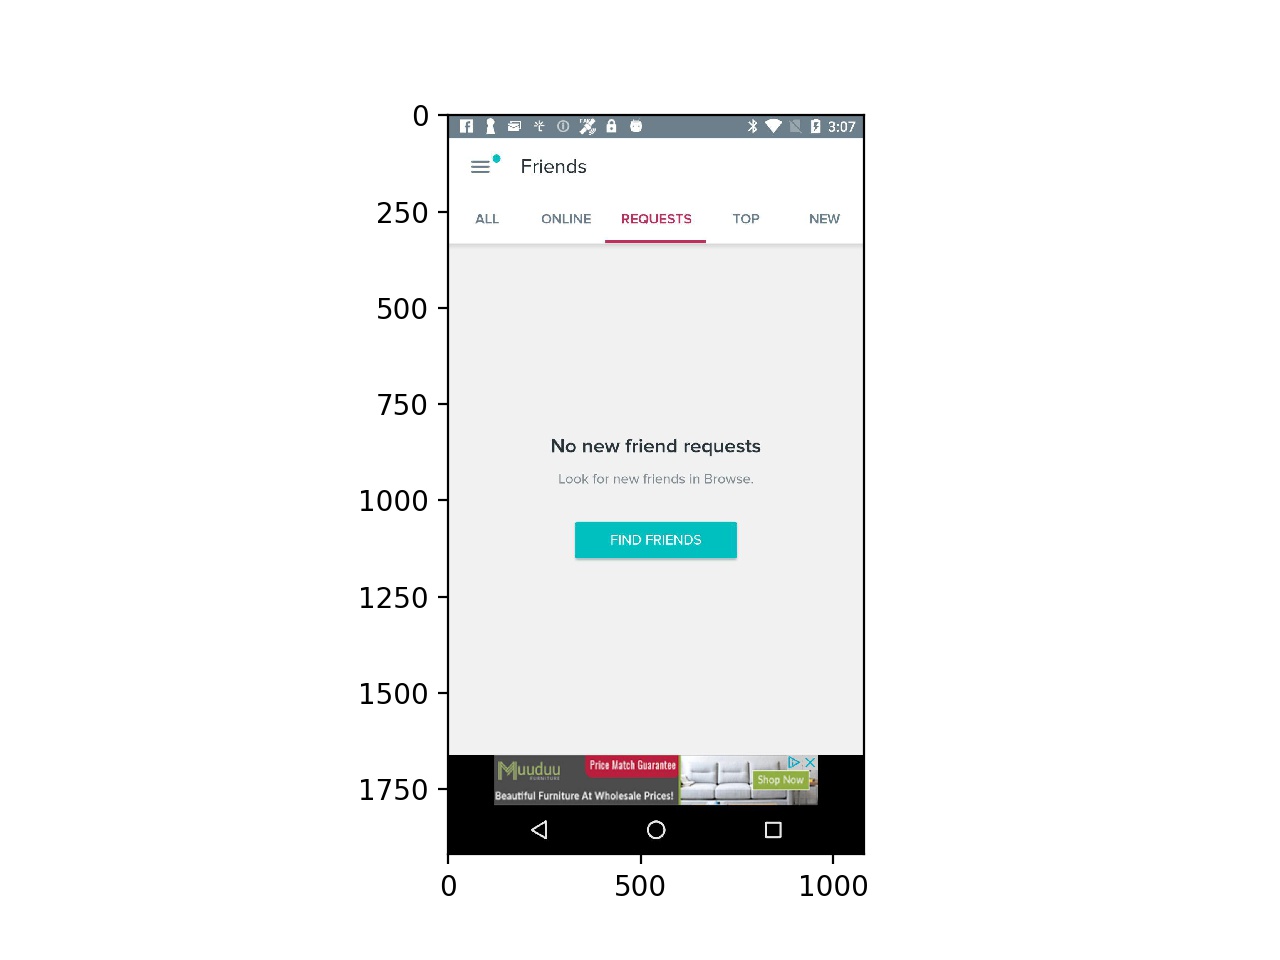 0
250
500
750
1000
1250
1500
1750
0
500
1000
3:07
Friends
ALL
ONLINE
REQUESTS
TOP
NEW
No new friend requests
Look for new friends in Browse.
FIND FRIENDS
Muuduu
FURNITURE
Price Match Guarantee
Beautiful Furniture At Wholesale Prices!
Shop Now